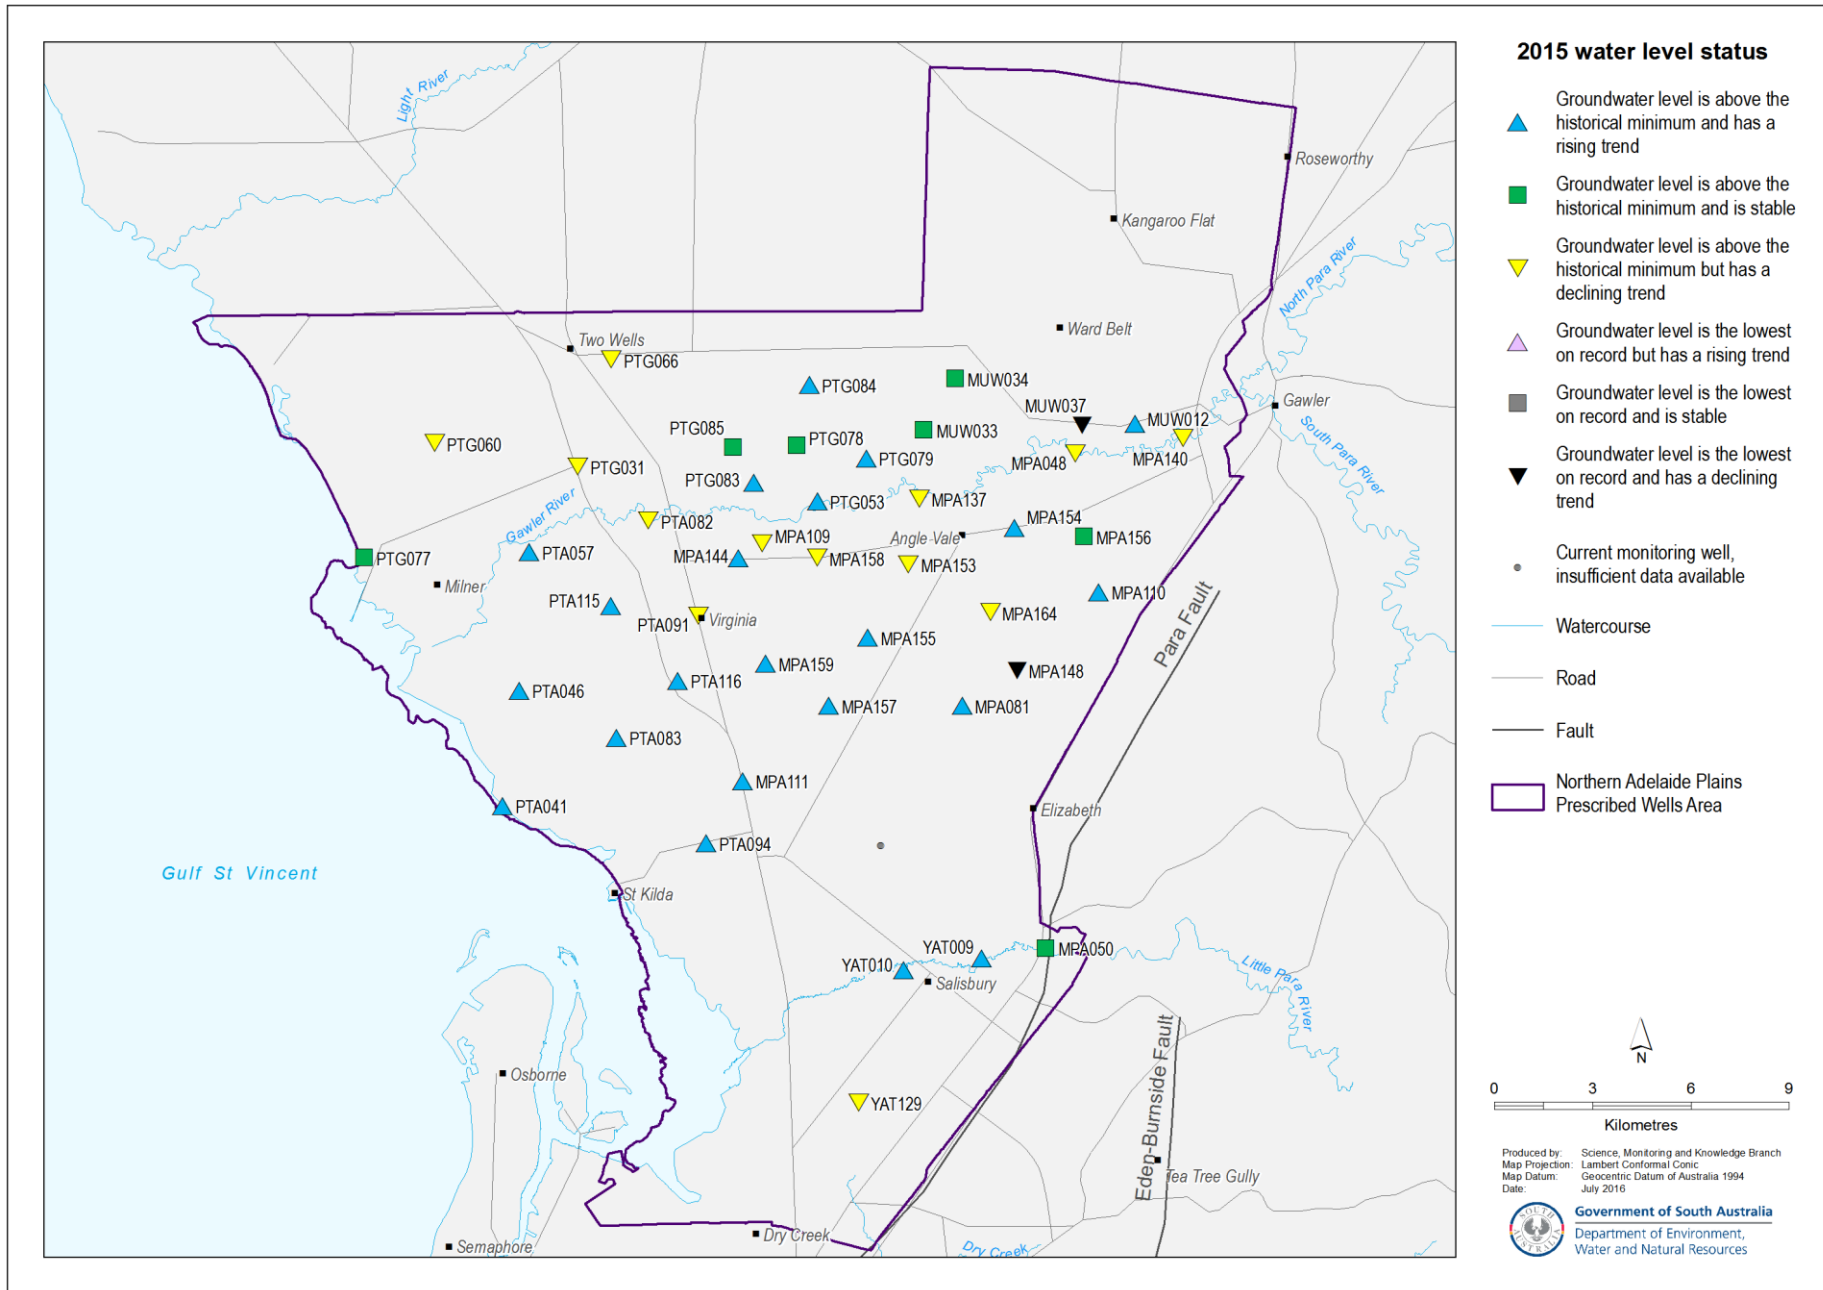 Light River
Roseworthy
Kangaroo Flat
North Para River
Two Wells
Ward Belt
PTG066
PTG084
MUW034
MUW037
MUW012
Gawler
South Para River
PTG060
PTG085
PTG078
MUW033
PTG079
MPA048
MPA140
PTG031
PTG083
PTG053
MPA137
Gawler River
PTA082
MPA109
Angle Vale
MPA154
MPA156
PTG077
PTA057
MPA144
MPA158
MPA153
Milner
MPA110
PTA115
PTA091
Virginia
MPA164
Para Fault
MPA155
MPA159
MPA148
PTA046
PTA116
MPA157
MPA081
PTA083
MPA111
PTA041
Elizabeth
PTA094
Gulf St Vincent
St Kilda
YAT009
MPA050
YAT010
Salisbury
Little Para River
Osborne
YAT129
Eden-Burnside Fault
Tea Tree Gully
Dry Creek
Dry Creek
Semaphore
2015 water level status
Groundwater level is above the
historical minimum and has a
rising trend
Groundwater level is above the
historical minimum and is stable
Groundwater level is above the
historical minimum but has a
declining trend
Groundwater level is the lowest
on record but has a rising trend
Groundwater level is the lowest
on record and is stable
Groundwater level is the lowest
on record and has a declining
trend
Current monitoring well,
insufficient data available
Watercourse
Road
Fault
Northern Adelaide Plains
Prescribed Wells Area
N
0 3 6 9
Kilometres
Produced by: Science, Monitoring and Knowledge Branch
Map Projection: Lambert Conformal Conic
Map Datum: Geocentric Datum of Australia 1994
Date: July 2016
SOUTH AUSTRALIA
Government of South Australia
Department of Environment,
Water and Natural Resources